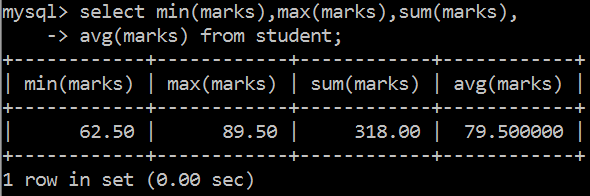 mysql> select min(marks),max(marks),sum(marks),
    -> avg(marks) from student;
+------------+------------+------------+------------+
| min(marks) | max(marks) | sum(marks) | avg(marks) |
+------------+------------+------------+------------+
|      62.50 |      89.50 |     318.00 |  79.500000 |
+------------+------------+------------+------------+
1 row in set (0.00 sec)